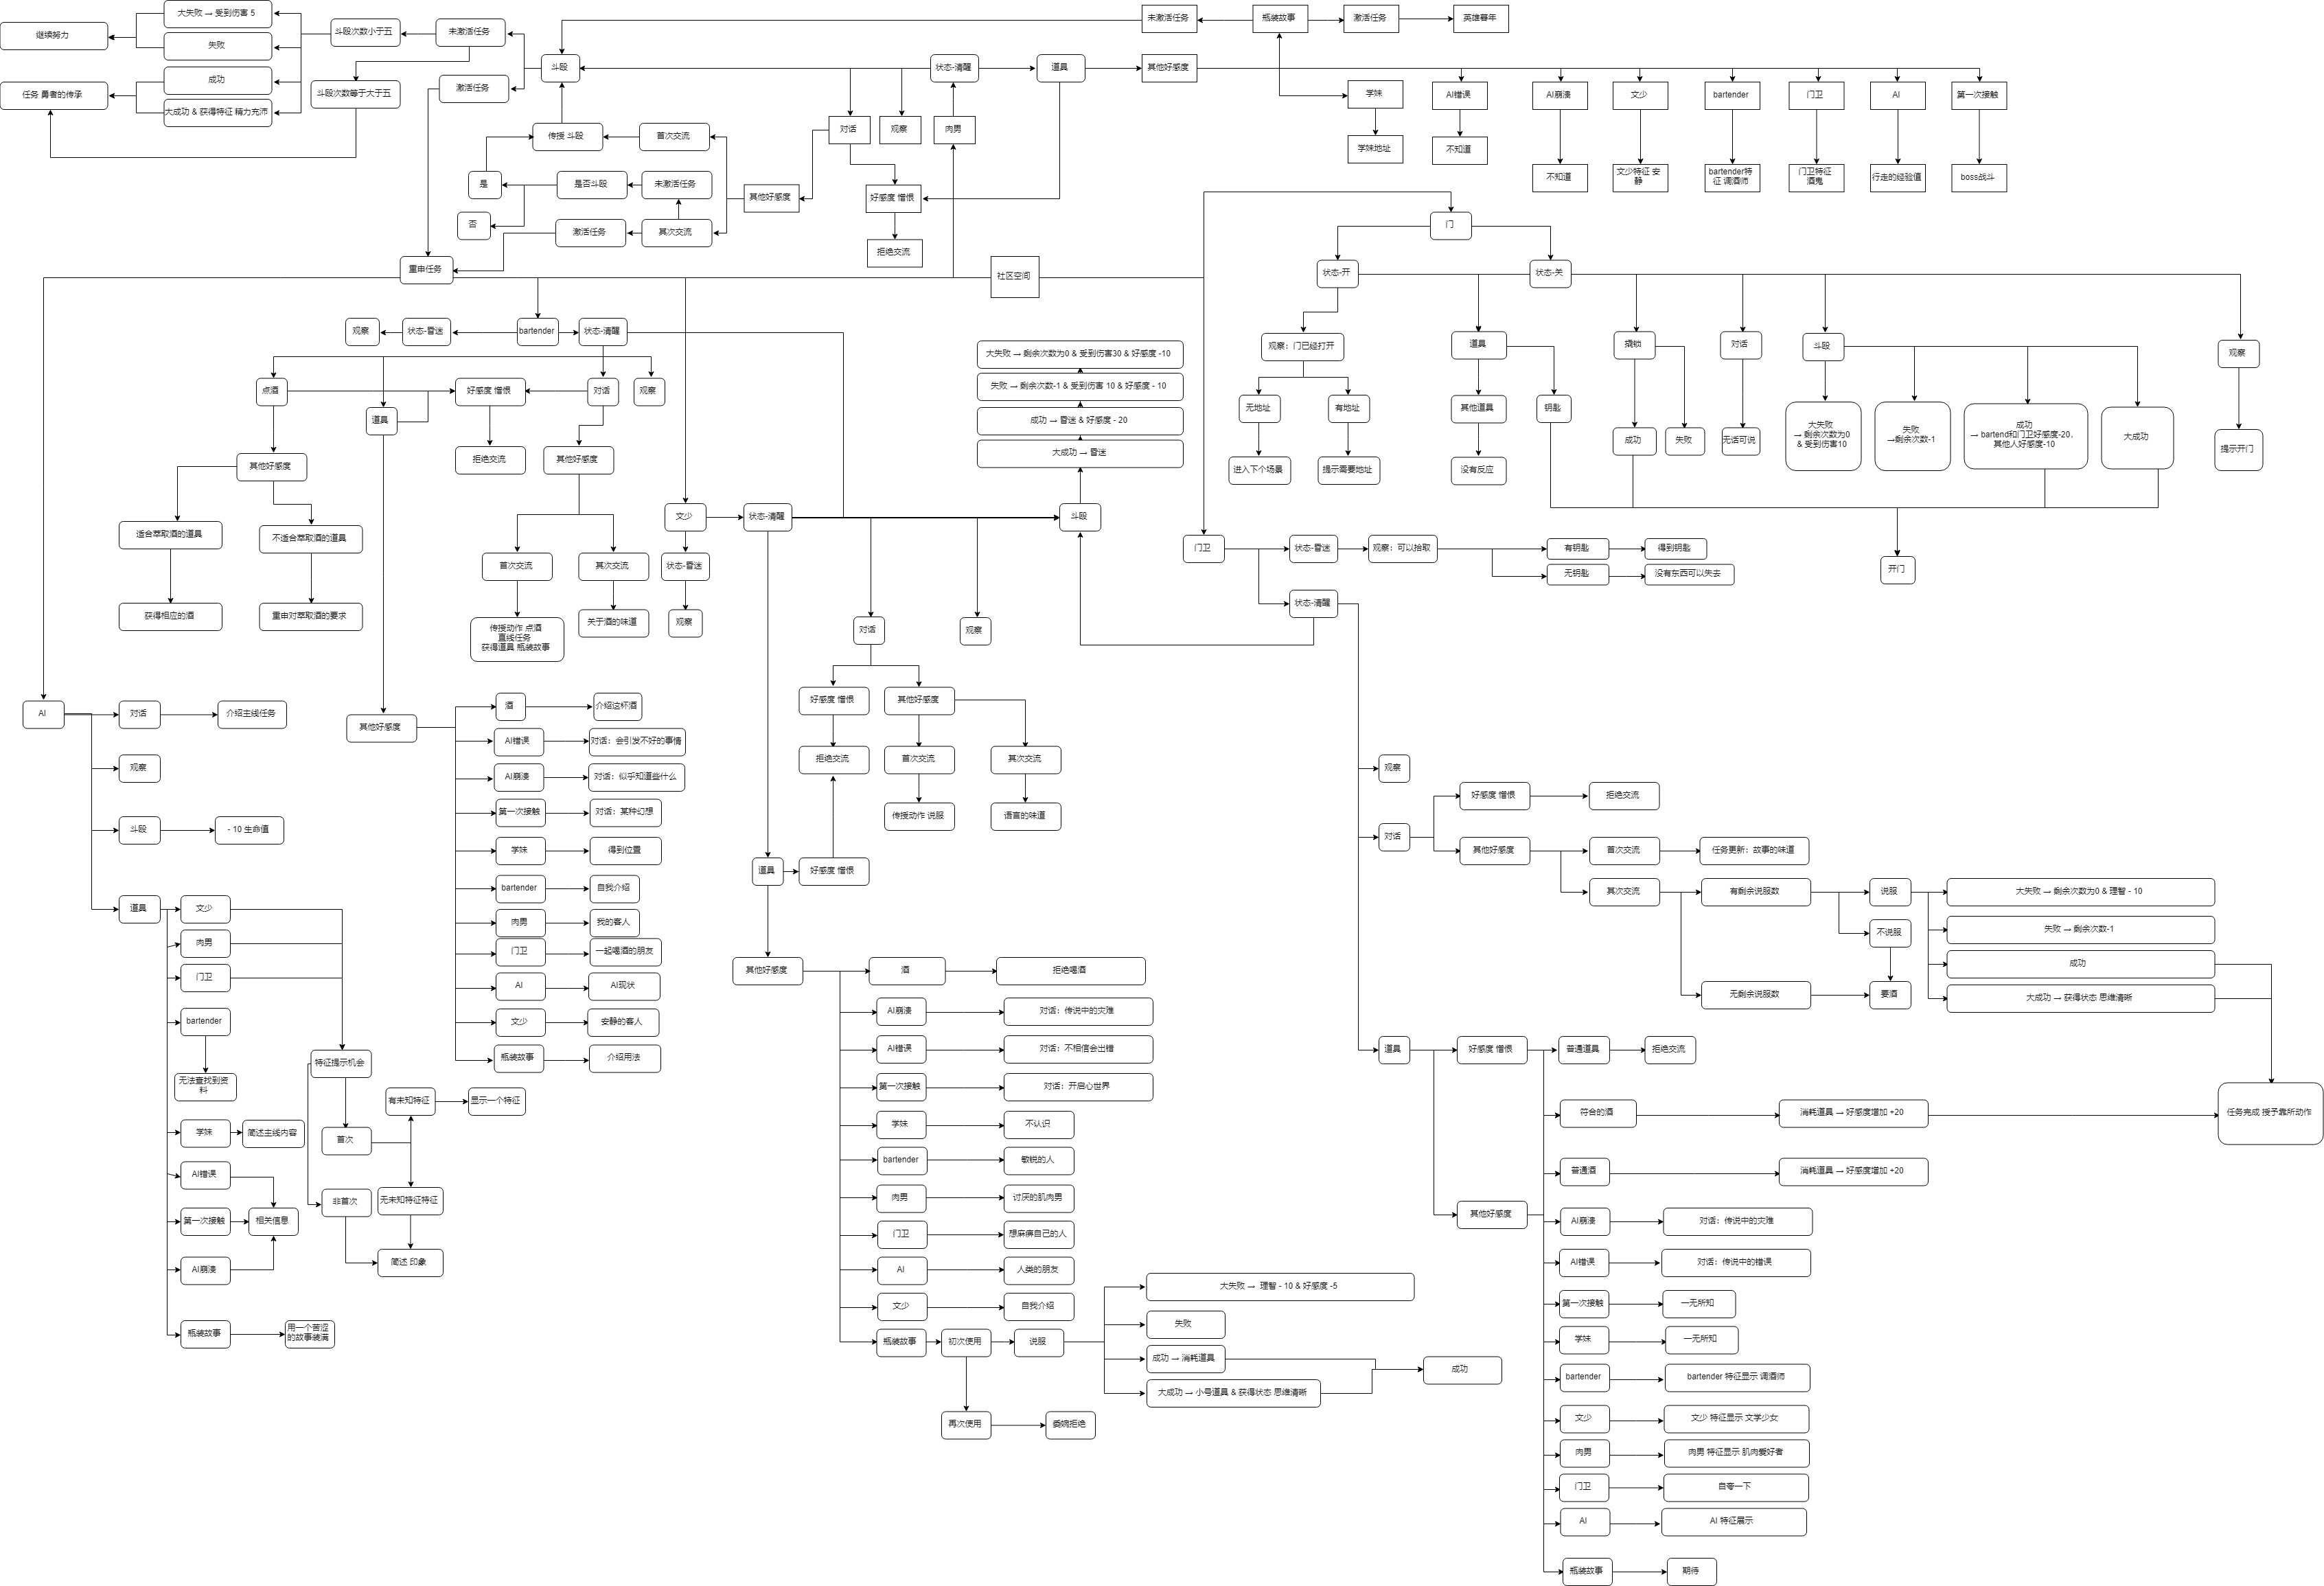 未激活任务
瓶装故事
激活任务
英雄暮年
大失败 → 受到伤害 5
继续努力
失败
斗殴次数小于五
未激活任务
成功
任务 勇者的传承
斗殴次数等于大于五
激活任务
大成功 & 获得特征 精力充沛
斗殴
状态-清醒
道具
其他好感度
学妹
AI错误
AI崩溃
文少
bartender
门卫
AI
第一次接触
学妹地址
不知道
不知道
文少特征 安
静
bartender特
征 调酒师
门卫特征
酒鬼
行走的经验值
boss战斗
传授 斗殴
首次交流
对话
观察
肉男
是
是否斗殴
未激活任务
其他好感度
好感度 憎恨
否
激活任务
其次交流
拒绝交流
重申任务
社区空间
门
状态-开
状态-关
观察
状态-昏迷
bartender
状态-清醒
大失败 → 剩余次数为0 & 受到伤害30 & 好感度 -10
失败 → 剩余次数-1 & 受到伤害 10 & 好感度 - 10
成功 → 昏迷 & 好感度 - 20
大成功 → 昏迷
观察：门已经打开
道具
撬锁
对话
斗殴
观察
点酒
道具
好感度 憎恨
对话
观察
无地址
有地址
其他道具
钥匙
成功
失败
无话可说
大失败
→ 剩余次数为0
& 受到伤害10
失败
→剩余次数-1
成功
→ bartend和门卫好感度-20，
其他人好感度-10
大成功
提示开门
其他好感度
拒绝交流
其他好感度
进入下个场景
提示需要地址
没有反应
适合萃取酒的道具
不适合萃取酒的道具
文少
状态-清醒
斗殴
首次交流
其次交流
状态-昏迷
门卫
状态-昏迷
观察：可以拾取
有钥匙
得到钥匙
无钥匙
没有东西可以失去
开门
获得相应的酒
重申对萃取酒的要求
传授动作 点酒
直线任务
获得道具 瓶装故事
关于酒的味道
观察
对话
观察
状态-清醒
AI
对话
介绍主线任务
其他好感度
酒
介绍这杯酒
AI错误
对话：会引发不好的事情
AI崩溃
对话：似乎知道些什么
第一次接触
对话：某种幻想
学妹
得到位置
bartender
自我介绍
肉男
我的客人
门卫
一起喝酒的朋友
AI
AI现状
文少
安静的客人
瓶装故事
介绍用法
观察
斗殴
- 10 生命值
道具
文少
肉男
门卫
bartender
无法查找到资
料
学妹
简述主线内容
AI错误
第一次接触
相关信息
AI崩溃
瓶装故事
用一个苦涩
的故事装满
特征提示机会
首次
有未知特征
显示一个特征
非首次
无未知特征特征
简述 印象
好感度 憎恨
其他好感度
拒绝交流
首次交流
其次交流
传授动作 说服
语言的味道
道具
好感度 憎恨
其他好感度
酒
拒绝喝酒
AI崩溃
对话：传说中的灾难
AI错误
对话：不相信会出错
第一次接触
对话：开启心世界
学妹
不认识
bartender
敏锐的人
肉男
讨厌的肌肉男
门卫
想麻痹自己的人
AI
人类的朋友
文少
自我介绍
瓶装故事
初次使用
说服
大失败 → 理智 - 10 & 好感度 -5
失败
成功 → 消耗道具
大成功 → 小号道具 & 获得状态 思维清晰
成功
再次使用
委婉拒绝
观察
对话
好感度 憎恨
拒绝交流
其他好感度
首次交流
任务更新：故事的味道
其次交流
有剩余说服数
说服
大失败 → 剩余次数为0 & 理智 - 10
不说服
失败 → 剩余次数-1
成功
无剩余说服数
要酒
大成功 → 获得状态 思维清晰
道具
好感度 憎恨
普通道具
拒绝交流
符合的酒
消耗道具 → 好感度增加 +20
任务完成 授予靠所动作
普通酒
消耗道具 → 好感度增加 +20
其他好感度
AI崩溃
对话：传说中的灾难
AI错误
对话：传说中的错误
第一次接触
一无所知
学妹
一无所知
bartender
bartender 特征显示 调酒师
文少
文少 特征显示 文学少女
肉男
肉男 特征显示 肌肉爱好者
门卫
自夸一下
AI
AI 特征展示
瓶装故事
期待